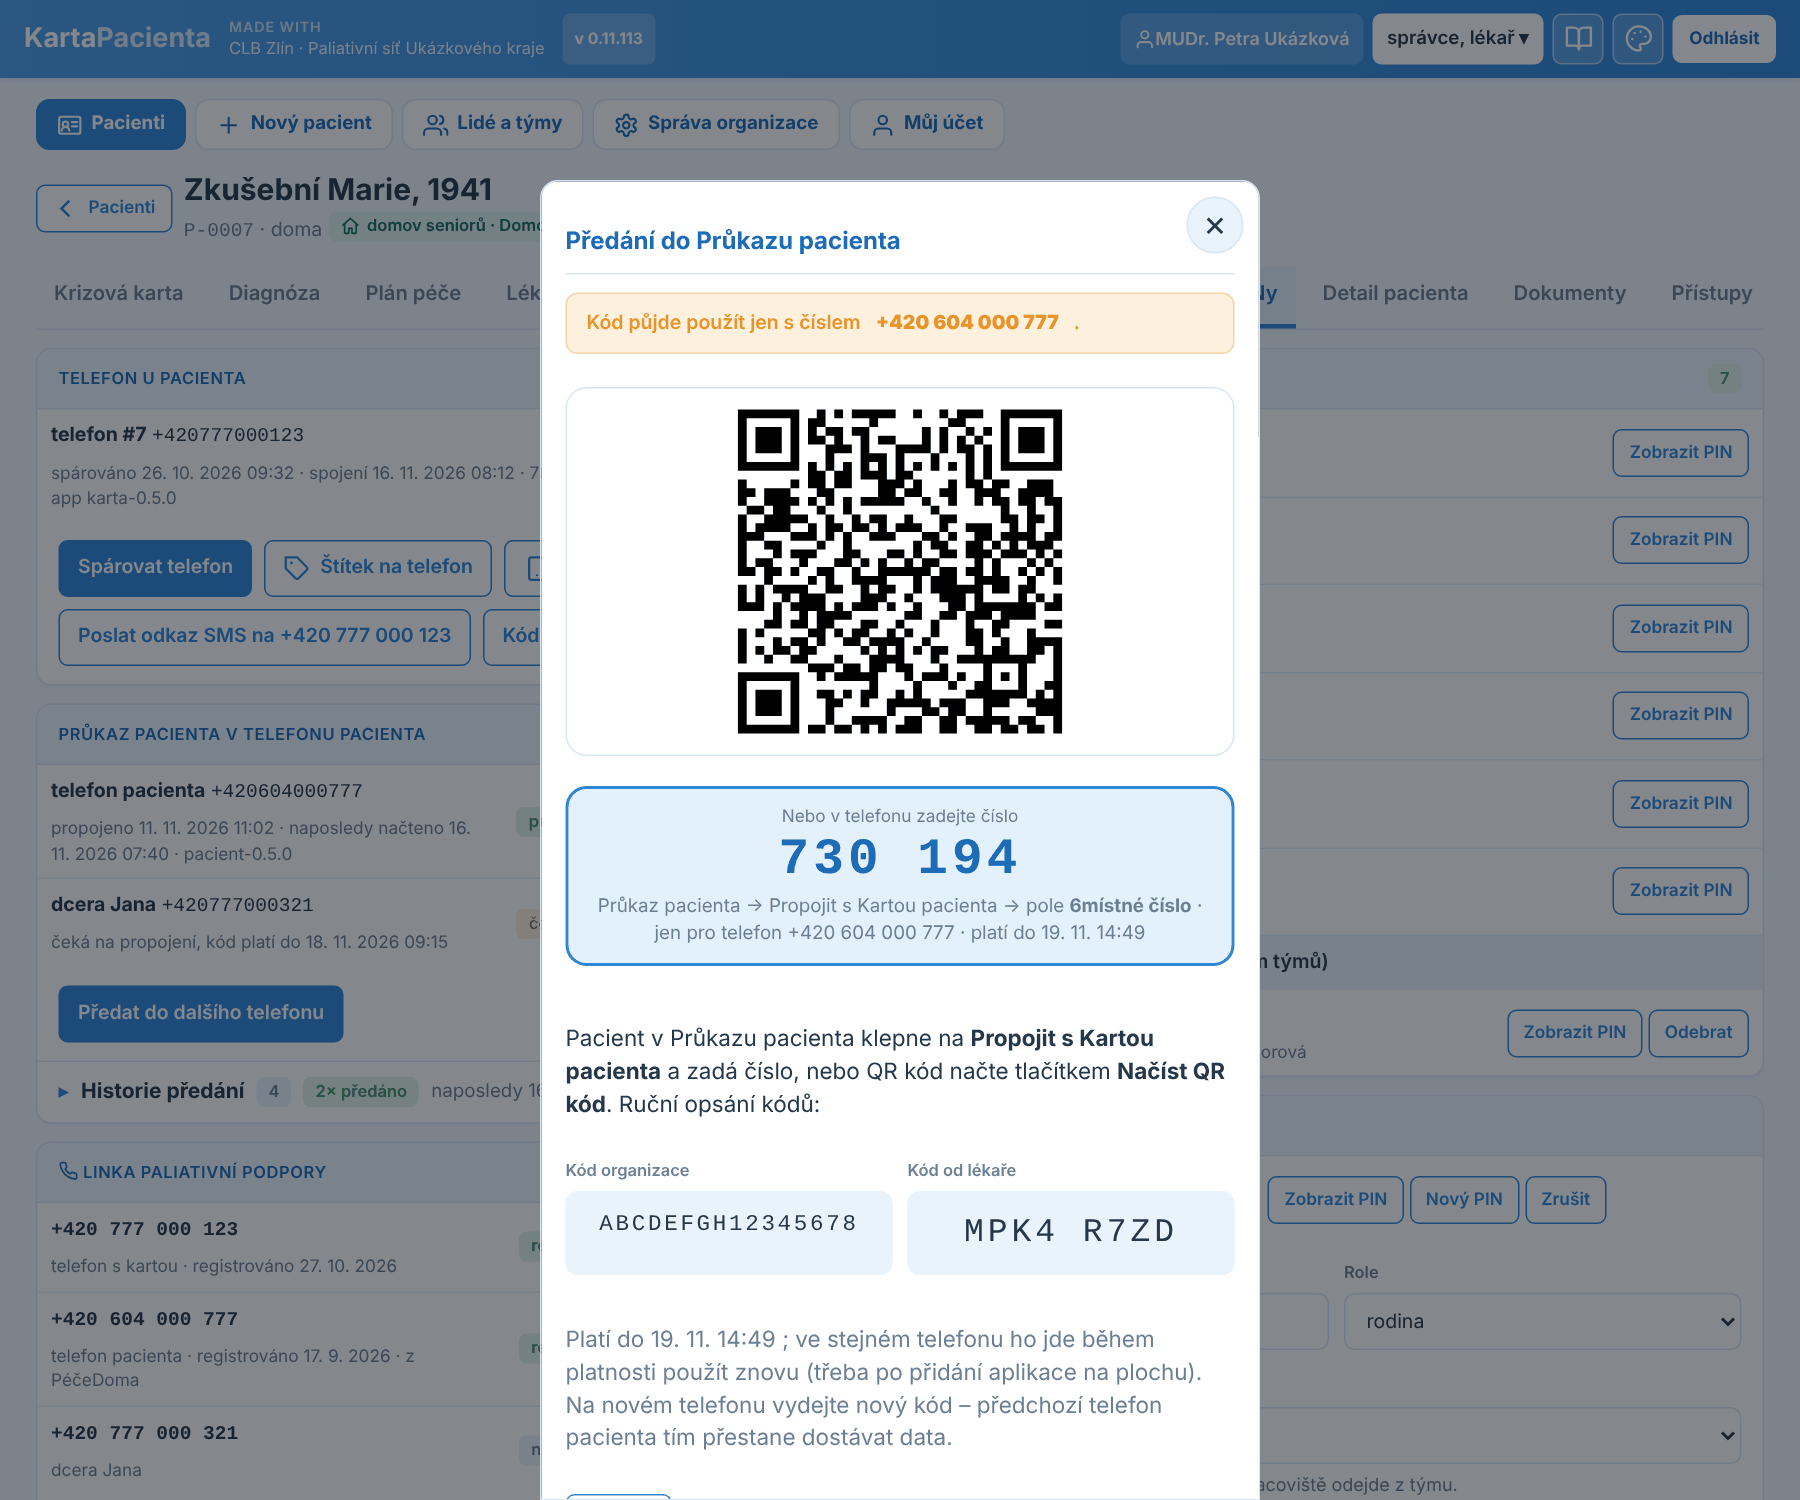 KartaPacienta
MADE WITH
CLB Zlín · Paliativní síť Ukázkového kraje
v 0.11.113
MUDr. Petra Ukázková
správce, lékař ▾
Odhlásit
Pacienti
Nový pacient
Lidé a týmy
Správa organizace
Můj účet
Pacienti
Zkušební Marie, 1941
P-0007 · doma
domov seniorů
Krizová karta
Diagnóza
Plán péče
Detail pacienta
Dokumenty
Přístupy
TELEFON U PACIENTA
7
telefon #7 +420777000123
spárováno 26. 10. 2026 09:32 · spojení 16. 11. 2026 08:12
app karta-0.5.0
Spárovat telefon
Štítek na telefon
Poslat odkaz SMS na +420 777 000 123
Kód
PRŮKAZ PACIENTA V TELEFONU PACIENTA
telefon pacienta +420604000777
propojeno 11. 11. 2026 11:02 · naposledy načteno 16.
11. 2026 07:40 · pacient-0.5.0
dcera Jana +420777000321
čeká na propojení, kód platí do 18. 11. 2026 09:15
Předat do dalšího telefonu
▸ Historie předání 4 2× předáno naposledy
LINKA PALIATIVNÍ PODPORY
+420 777 000 123
telefon s kartou · registrováno 27. 10. 2026
+420 604 000 777
telefon pacienta · registrováno 17. 9. 2026 · z
PéčeDoma
+420 777 000 321
dcera Jana
Předání do Průkazu pacienta
Kód půjde použít jen s číslem +420 604 000 777 .
Nebo v telefonu zadejte číslo
730 194
Průkaz pacienta → Propojit s Kartou pacienta → pole 6místné číslo ·
jen pro telefon +420 604 000 777 · platí do 19. 11. 14:49
Pacient v Průkazu pacienta klepne na Propojit s Kartou
pacienta a zadá číslo, nebo QR kód načte tlačítkem Načíst QR
kód. Ruční opsání kódů:
Kód organizace
ABCDEFGH12345678
Kód od lékaře
MPK4 R7ZD
Platí do 19. 11. 14:49 ; ve stejném telefonu ho jde během
platnosti použít znovu (třeba po přidání aplikace na plochu).
Na novém telefonu vydejte nový kód – předchozí telefon
pacienta tím přestane dostávat data.
Zobrazit PIN
Zobrazit PIN
Zobrazit PIN
Zobrazit PIN
Zobrazit PIN
Zobrazit PIN
týmů)
Zobrazit PIN
Odebrat
Zobrazit PIN
Nový PIN
Zrušit
Role
rodina
odejde z týmu.